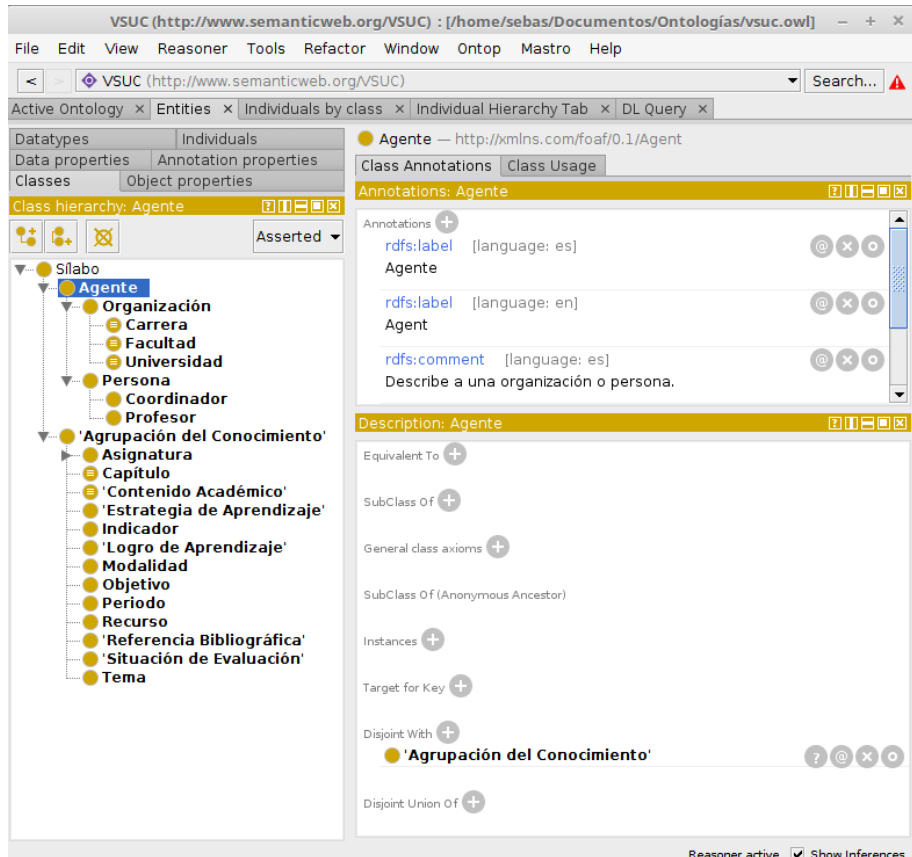 VSUC (http://www.semanticweb.org/VSUC) : [/home/sebas/Documentos/Ontologías/vsuc.owl] – + ×
File Edit View Reasoner Tools Refactor Window Ontop Mastro Help
< > VSUC (http://www.semanticweb.org/VSUC) Search...
Active Ontology × Entities × Individuals by class × Individual Hierarchy Tab × DL Query ×
Datatypes Individuals
Data properties Annotation properties
Classes Object properties
Class hierarchy: Agente
Asserted
Sílabo
Agente
Organización
Carrera
Facultad
Universidad
Persona
Coordinador
Profesor
'Agrupación del Conocimiento'
Asignatura
Capítulo
'Contenido Académico'
'Estrategia de Aprendizaje'
Indicador
'Logro de Aprendizaje'
Modalidad
Objetivo
Periodo
Recurso
'Referencia Bibliográfica'
'Situación de Evaluación'
Tema
Agente — http://xmlns.com/foaf/0.1/Agent
Class Annotations Class Usage
Annotations: Agente
Annotations
rdfs:label [language: es]
Agente
rdfs:label [language: en]
Agent
rdfs:comment [language: es]
Describe a una organización o persona.
Description: Agente
Equivalent To
SubClass Of
General class axioms
SubClass Of (Anonymous Ancestor)
Instances
Target for Key
Disjoint With
'Agrupación del Conocimiento'
Disjoint Union Of
Reasoner active Show Inferences